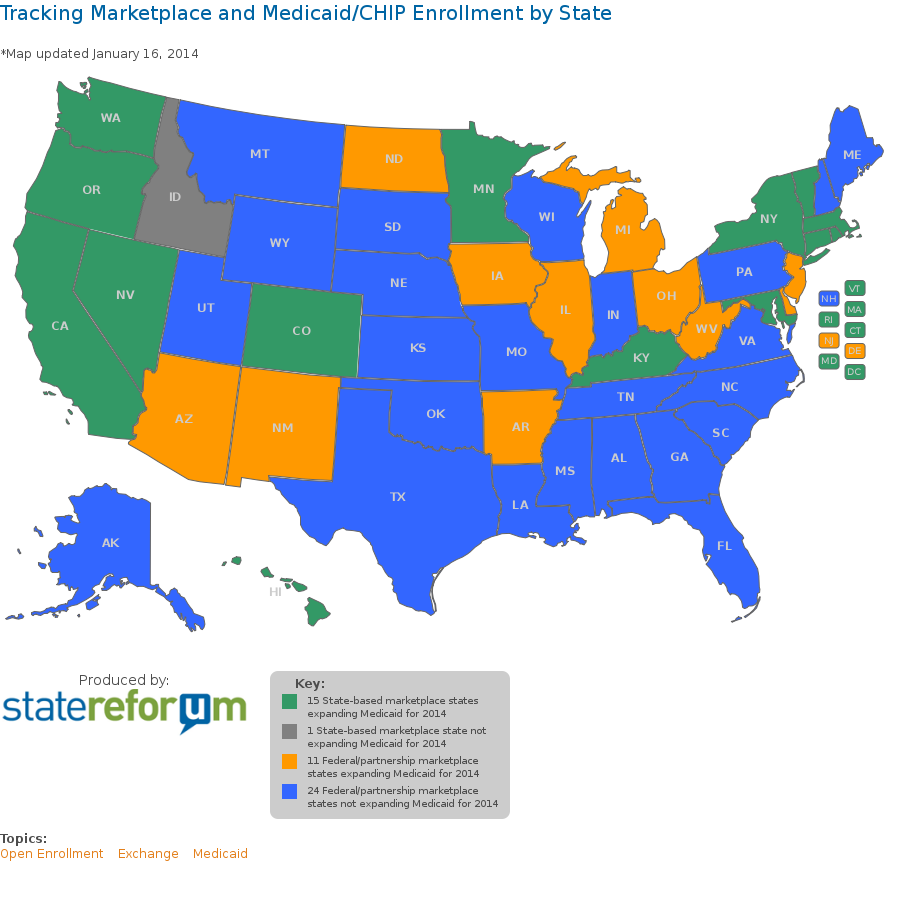 Tracking Marketplace and Medicaid/CHIP Enrollment by State
*Map updated January 16, 2014
WA
MT
ND
MN
ME
OR
ID
SD
WI
NY
WY
MI
NV
UT
NE
IA
PA
CA
CO
IL
IN
OH
WV
VA
KS
MO
KY
NH
VT
MA
RI
CT
NJ
DE
MD
DC
AZ
NM
OK
AR
TN
NC
SC
TX
LA
MS
AL
GA
FL
AK
HI
Produced by:
statereforum
Key:
15 State-based marketplace states
expanding Medicaid for 2014
1 State-based marketplace state not
expanding Medicaid for 2014
11 Federal/partnership marketplace
states expanding Medicaid for 2014
24 Federal/partnership marketplace
states not expanding Medicaid for 2014
Topics:
Open Enrollment Exchange Medicaid